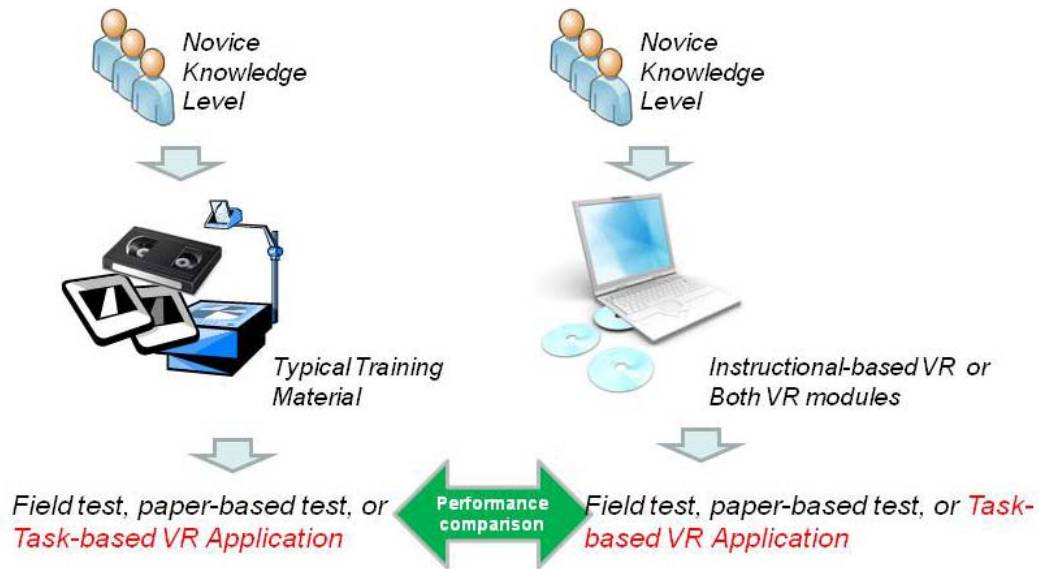 Novice
Knowledge
Level
Novice
Knowledge
Level
Typical Training
Material
Instructional-based VR or
Both VR modules
Field test, paper-based test, or
Task-based VR Application
Performance
comparison
Field test, paper-based test, or Task-
based VR Application